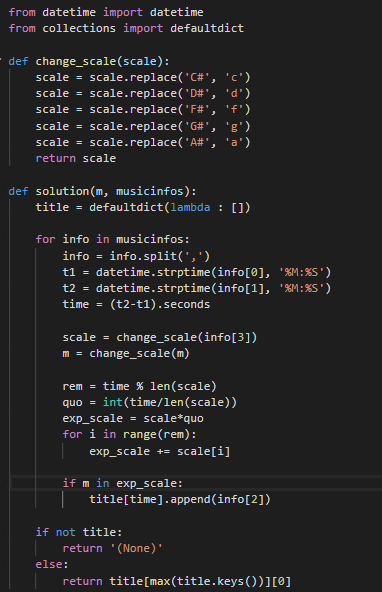 from datetime import datetime
from collections import defaultdict

def change_scale(scale):
    scale = scale.replace('C#', 'c')
    scale = scale.replace('D#', 'd')
    scale = scale.replace('F#', 'f')
    scale = scale.replace('G#', 'g')
    scale = scale.replace('A#', 'a')
    return scale

def solution(m, musicinfos):
    title = defaultdict(lambda : [])

    for info in musicinfos:
        info = info.split(',')
        t1 = datetime.strptime(info[0], '%M:%S')
        t2 = datetime.strptime(info[1], '%M:%S')
        time = (t2-t1).seconds

        scale = change_scale(info[3])
        m = change_scale(m)

        rem = time % len(scale)
        quo = int(time/len(scale))
        exp_scale = scale*quo
        for i in range(rem):
            exp_scale += scale[i]

        if m in exp_scale:
            title[time].append(info[2])

    if not title:
        return '(None)'
    else:
        return title[max(title.keys())][0]